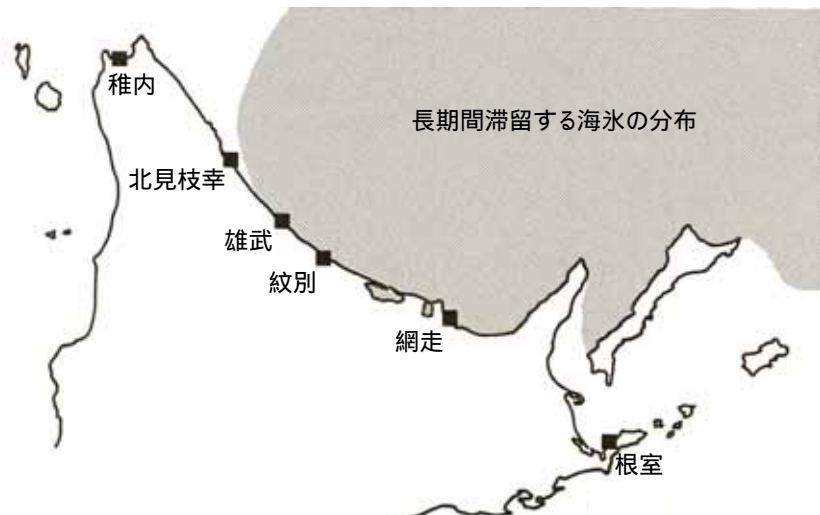 稚内
長期間滞留する海氷の分布
北見枝幸
雄武
紋別
網走
根室